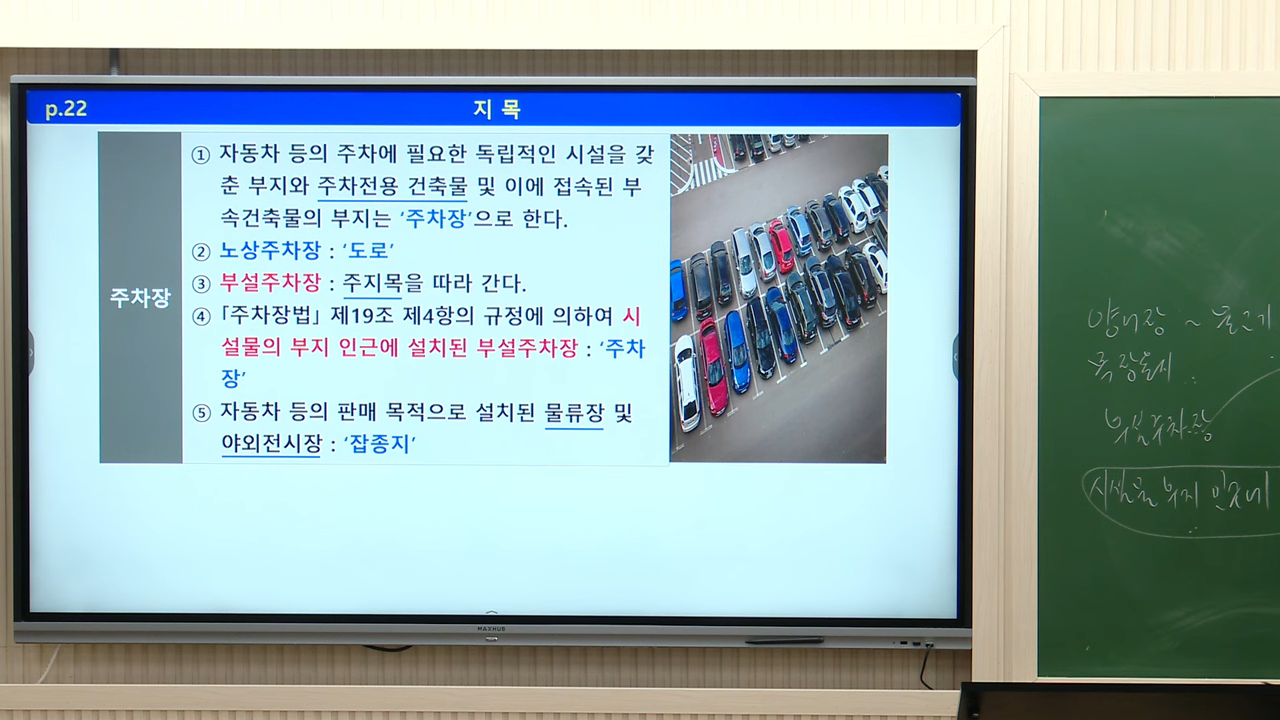 p.22
지 목
주차장
① 자동차 등의 주차에 필요한 독립적인 시설을 갖
춘 부지와 주차전용 건축물 및 이에 접속된 부
속건축물의 부지는 ‘주차장’으로 한다.
② 노상주차장 : ‘도로’
③ 부설주차장 : 주지목을 따라 간다.
④ 「주차장법」 제19조 제4항의 규정에 의하여 시
설물의 부지 인근에 설치된 부설주차장 : ‘주차
장’
⑤ 자동차 등의 판매 목적으로 설치된 물류장 및
야외전시장 : ‘잡종지’
MAXHUB
부설주차장
시설물 부지 인근에